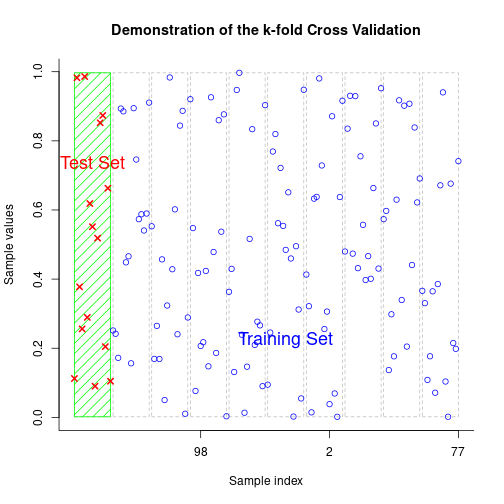 Demonstration of the k-fold Cross Validation
Sample values
1.0
0.8
0.6
0.4
0.2
0.0
Test Set
Training Set
98 2 77
Sample index